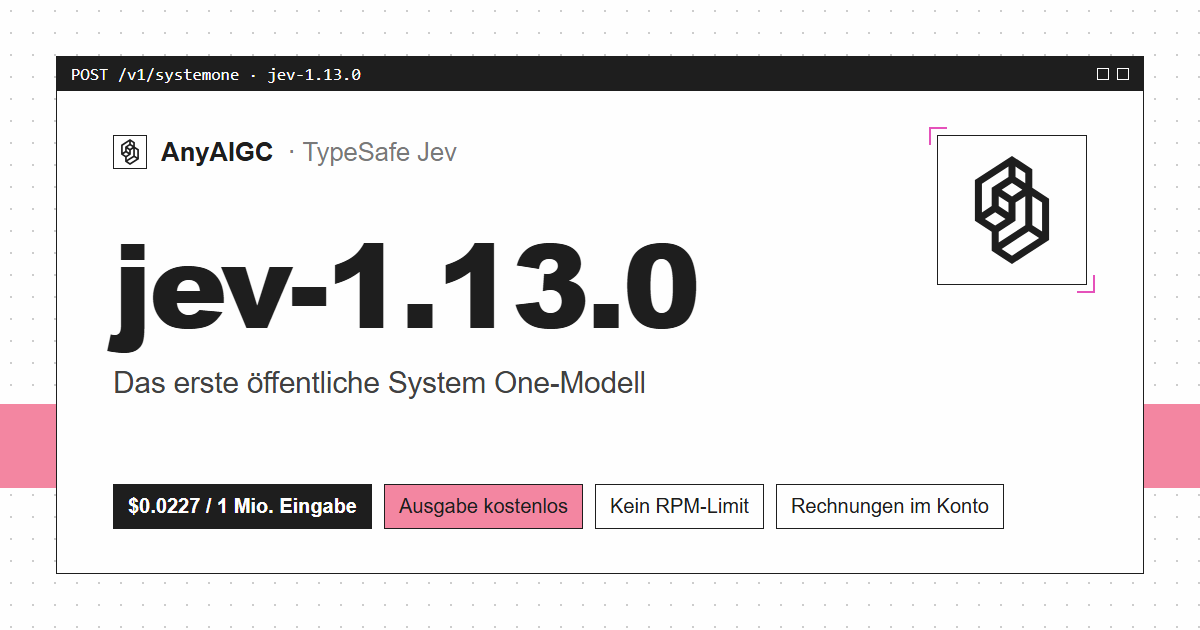 POST /v1/systemone · jev-1.13.0
AnyAIGC · TypeSafe Jev
jev-1.13.0
Das erste öffentliche System One-Modell
$0.0227 / 1 Mio. Eingabe
Ausgabe kostenlos
Kein RPM-Limit
Rechnungen im Konto